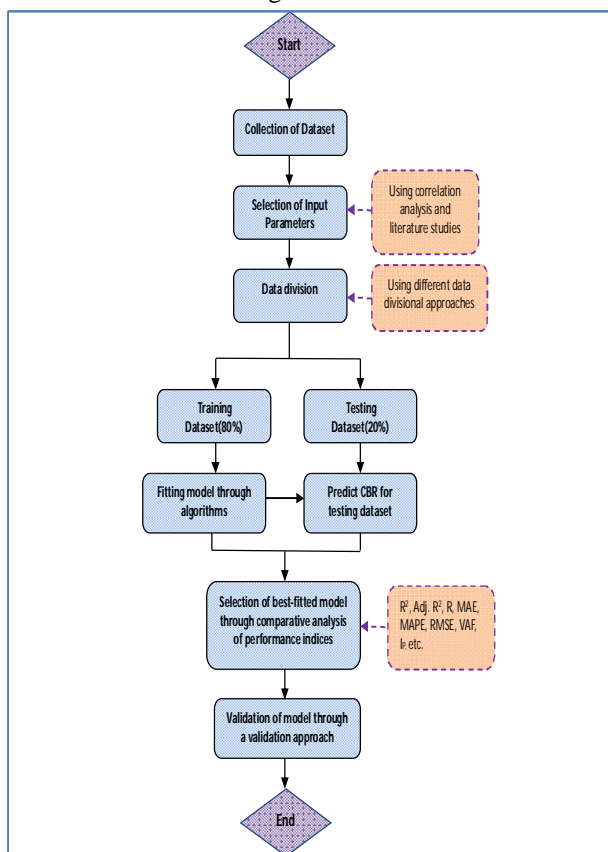 Start
Collection of Dataset
Selection of Input
Parameters
Using correlation
analysis and
literature studies
Data division
Using different data
divisional approaches
Training
Dataset(80%)
Testing
Dataset(20%)
Fitting model through
algorithms
Predict CBR for
testing dataset
Selection of best-fitted model
through comparative analysis
of performance indices
R², Adj. R², R, MAE,
MAPE, RMSE, VAF,
IP, etc.
Validation of model through
a validation approach
End